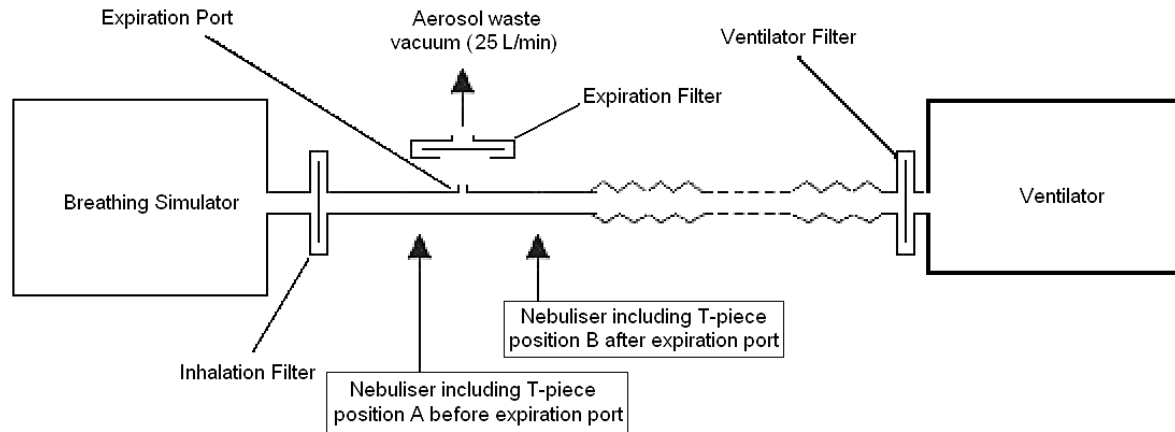 Expiration Port
Aerosol waste
vacuum (25 L/min)
Ventilator Filter
Expiration Filter
Breathing Simulator
Ventilator
Nebuliser including T-piece
position B after expiration port
Inhalation Filter
Nebuliser including T-piece
position A before expiration port